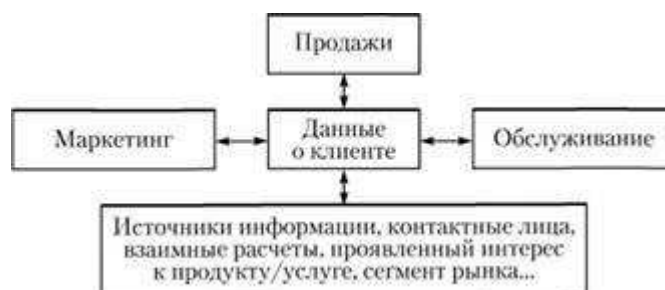 Продажи
Маркетинг
Данные
о клиенте
Обслуживание
Источники информации, контактные лица,
взаимные расчеты, проявленный интерес
к продукту/услуге, сегмент рынка...